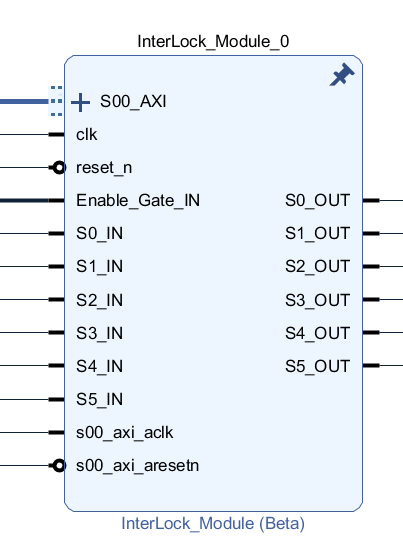 InterLock_Module_0
S00_AXI
clk
reset_n
Enable_Gate_IN S0_OUT
S0_IN S1_OUT
S1_IN S2_OUT
S2_IN S3_OUT
S3_IN S4_OUT
S4_IN S5_OUT
S5_IN
s00_axi_aclk
s00_axi_aresetn
InterLock_Module (Beta)